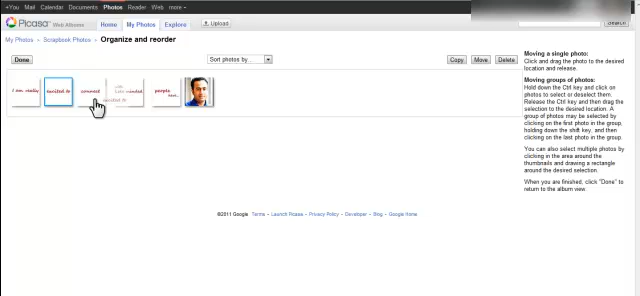 +You Mail Calendar Documents Photos Reader Web more
Picasa Web Albums Home My Photos Explore Upload Search
My Photos > Scrapbook Photos > Organize and reorder
Done Sort photos by... Copy Move Delete
I am really excited to connect people
excited to
Moving a single photo:
Click and drag the photo to the desired
location and release.
Moving groups of photos:
Hold down the Ctrl key and click on
photos to select or deselect them.
Release the Ctrl key and then drag the
selection to the desired location. A
group of photos may be selected by
clicking on the first photo in the group,
holding down the shift key, and then
clicking on the last photo in the group.
You can also select multiple photos by
clicking in the area around the
thumbnails and drawing a rectangle
around the desired selection.
When you are finished, click "Done" to
return to the album view.
©2011 Google Terms - Launch Picasa - Privacy Policy - Developer - Blog - Google Home